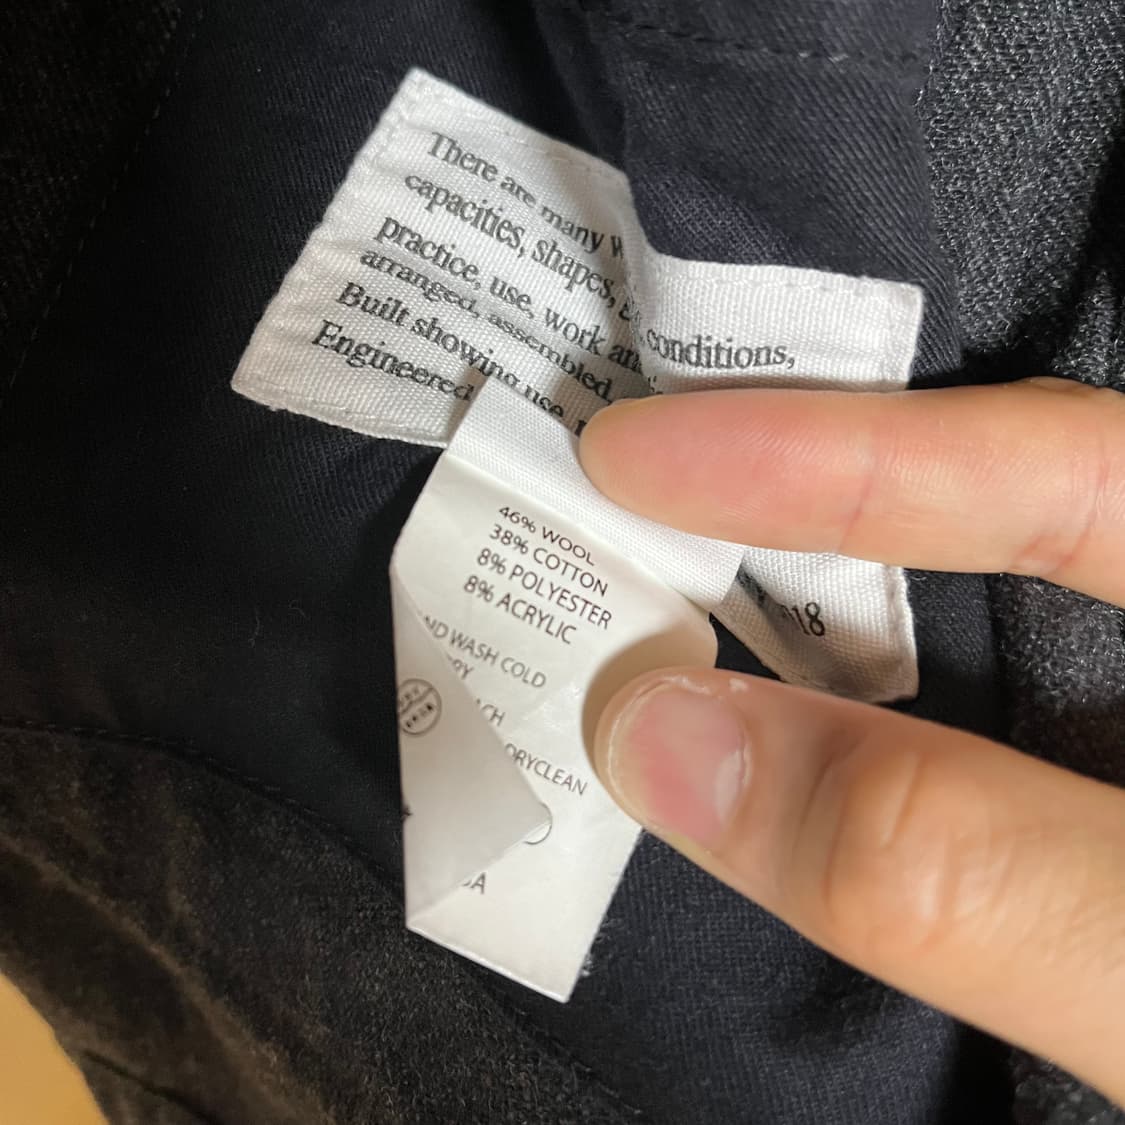 There are many
capacities, shapes, conditions,
practice, use, work
arranged, assembled,
Built showing use,
Engineered
18
46% WOOL
38% COTTON
8% POLYESTER
8% ACRYLIC
WASH COLD
DRYCLEAN